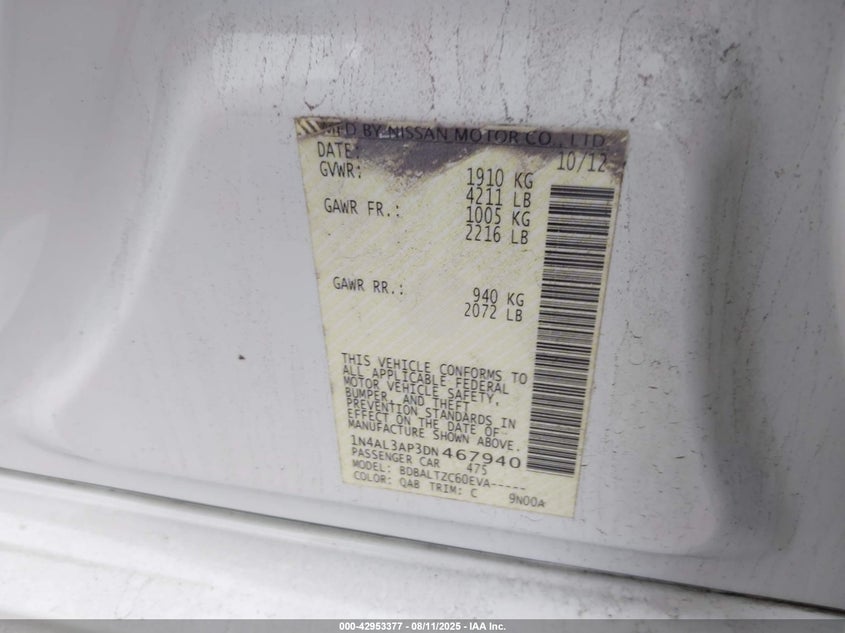 MFD BY NISSAN MOTOR CO., LTD.
DATE: 10/12
GVWR: 1910 KG
4211 LB
GAWR FR.: 1005 KG
2216 LB
GAWR RR.: 940 KG
2072 LB
THIS VEHICLE CONFORMS TO
ALL APPLICABLE FEDERAL
MOTOR VEHICLE SAFETY,
BUMPER, AND THEFT
PREVENTION STANDARDS IN
EFFECT ON THE DATE OF
MANUFACTURE SHOWN ABOVE.
1N4AL3AP3DN467940
PASSENGER CAR 475
MODEL: BDBALTZC60EVA-----
COLOR: QAB TRIM: C 9N00A
000-42953377 - 08/11/2025 - IAA Inc.